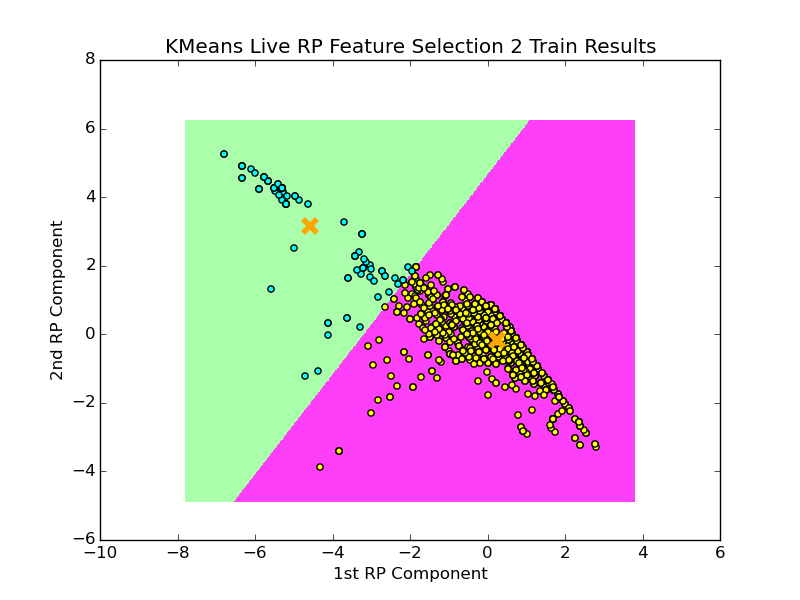 KMeans Live RP Feature Selection 2 Train Results
8
6
4
2
0
−2
−4
−6
2nd RP Component
−10 −8 −6 −4 −2 0 2 4 6
1st RP Component